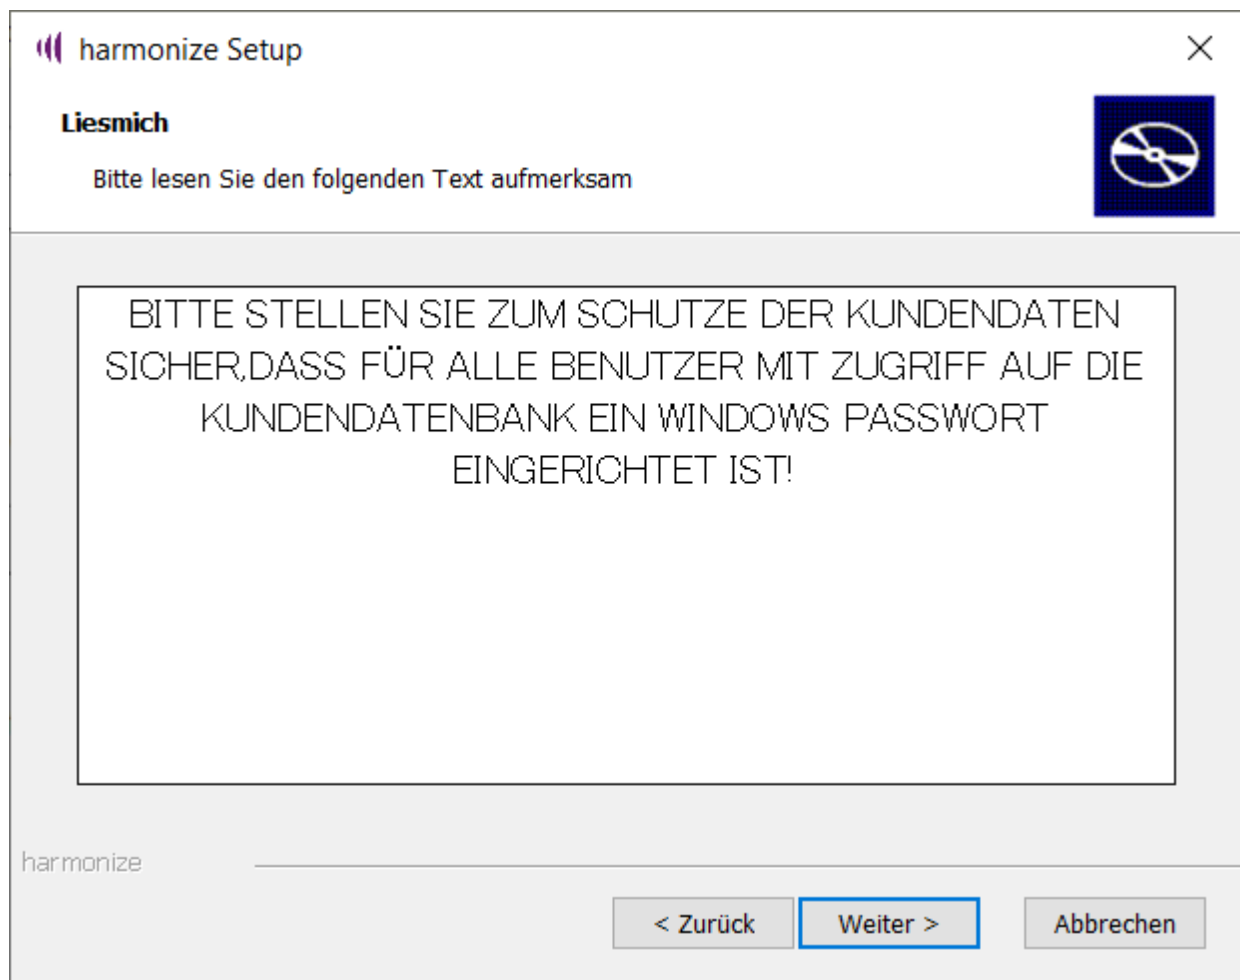 harmonize Setup
Liesmich
Bitte lesen Sie den folgenden Text aufmerksam
BITTE STELLEN SIE ZUM SCHUTZE DER KUNDENDATEN
SICHER,DASS FÜR ALLE BENUTZER MIT ZUGRIFF AUF DIE
KUNDENDATENBANK EIN WINDOWS PASSWORT
EINGERICHTET IST!
harmonize
< Zurück Weiter > Abbrechen